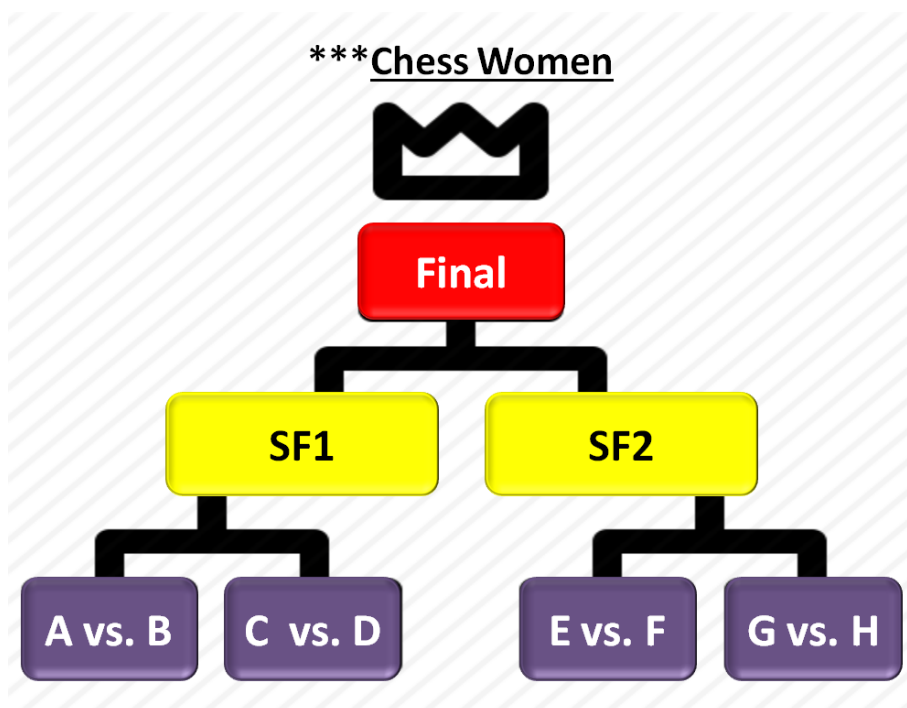 ***Chess Women
Final
SF1
SF2
A vs. B
C vs. D
E vs. F
G vs. H